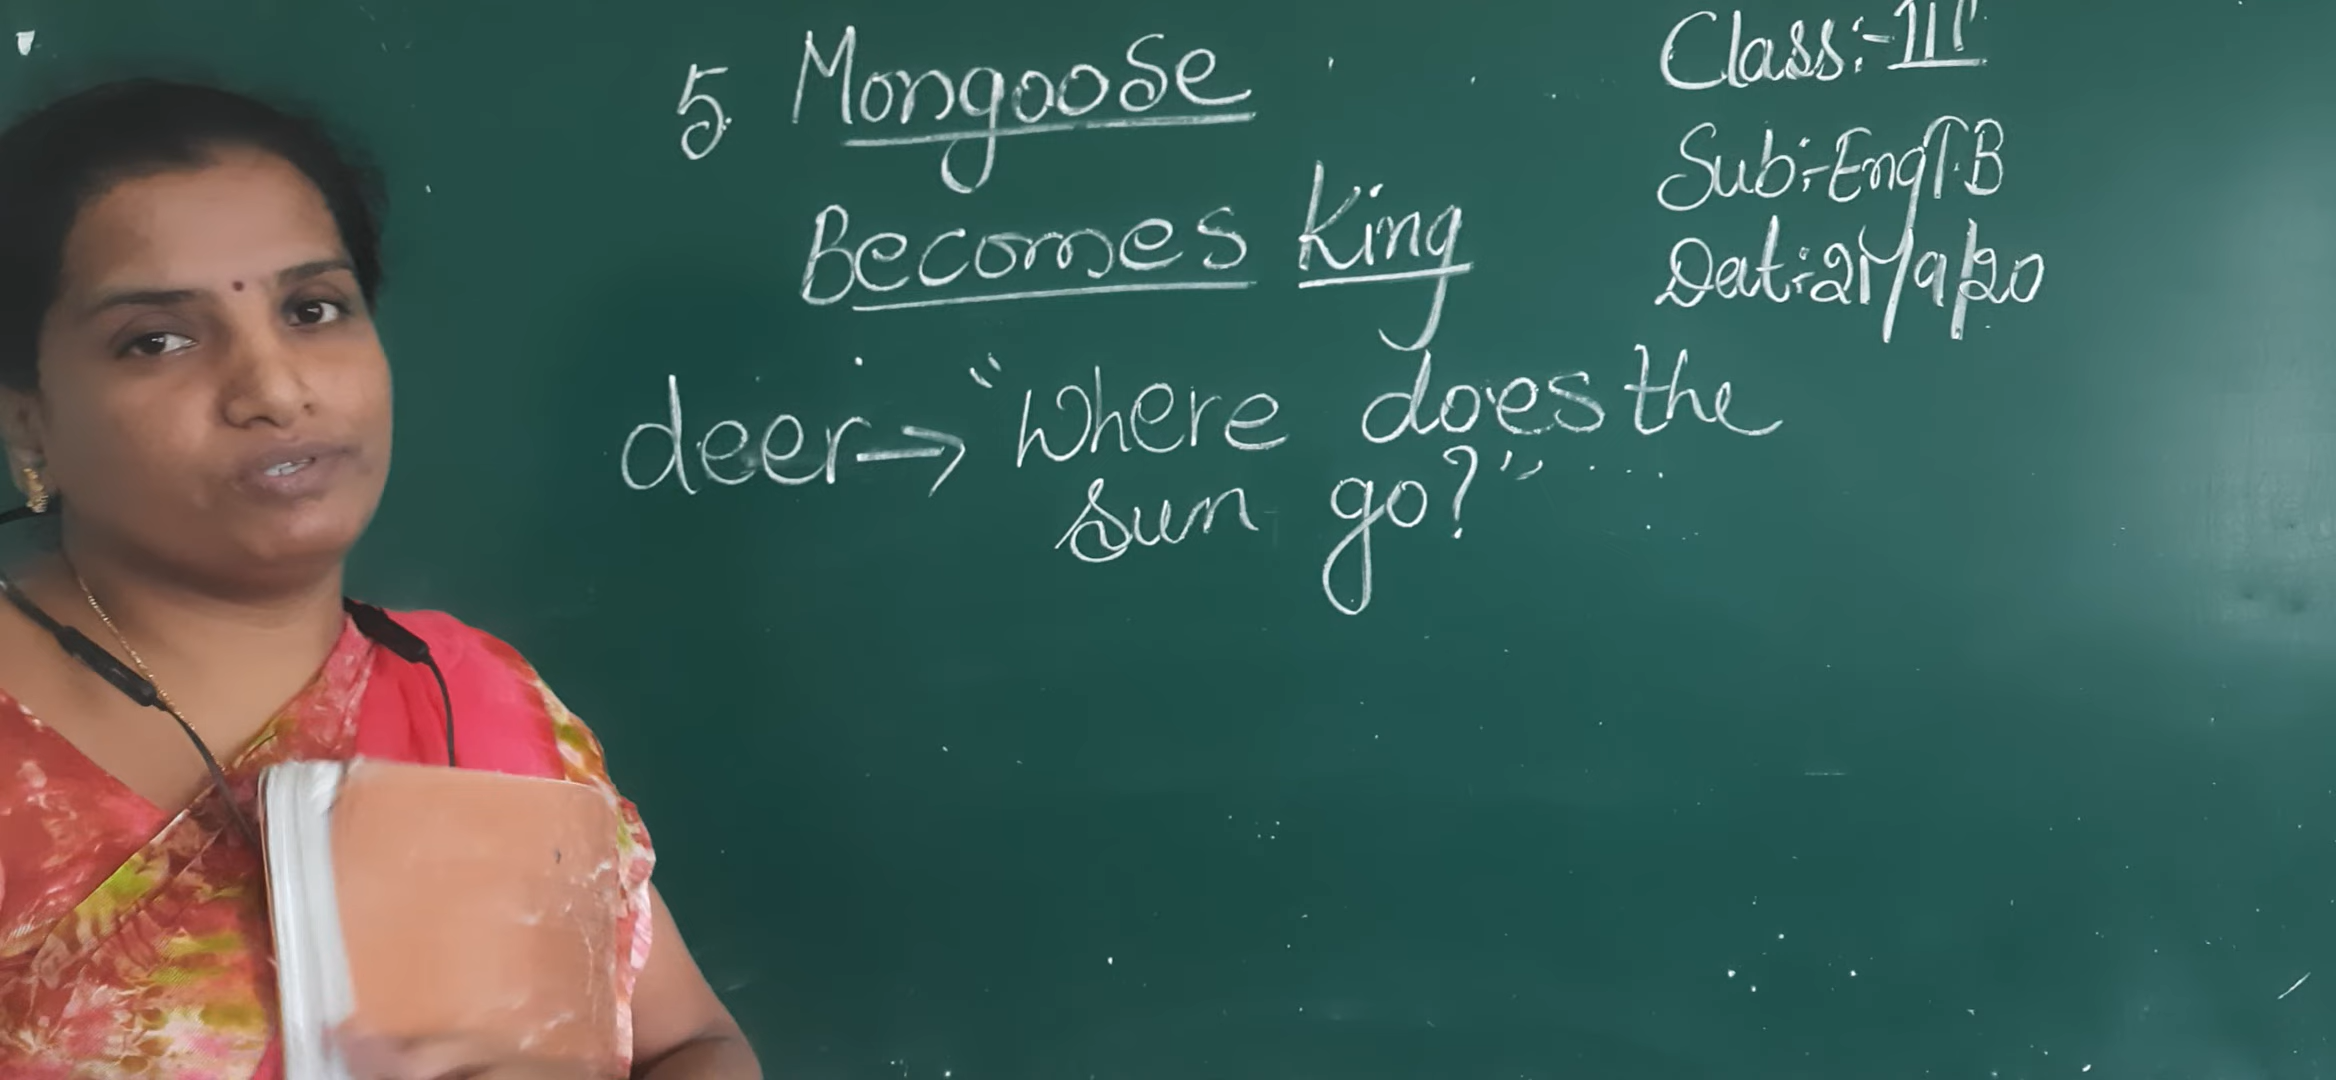 5. Mongoose
Becomes King
Class:-III
Sub:-Eng T.B
Dat:-21/9/20
deer→ "Where does the
sun go?"